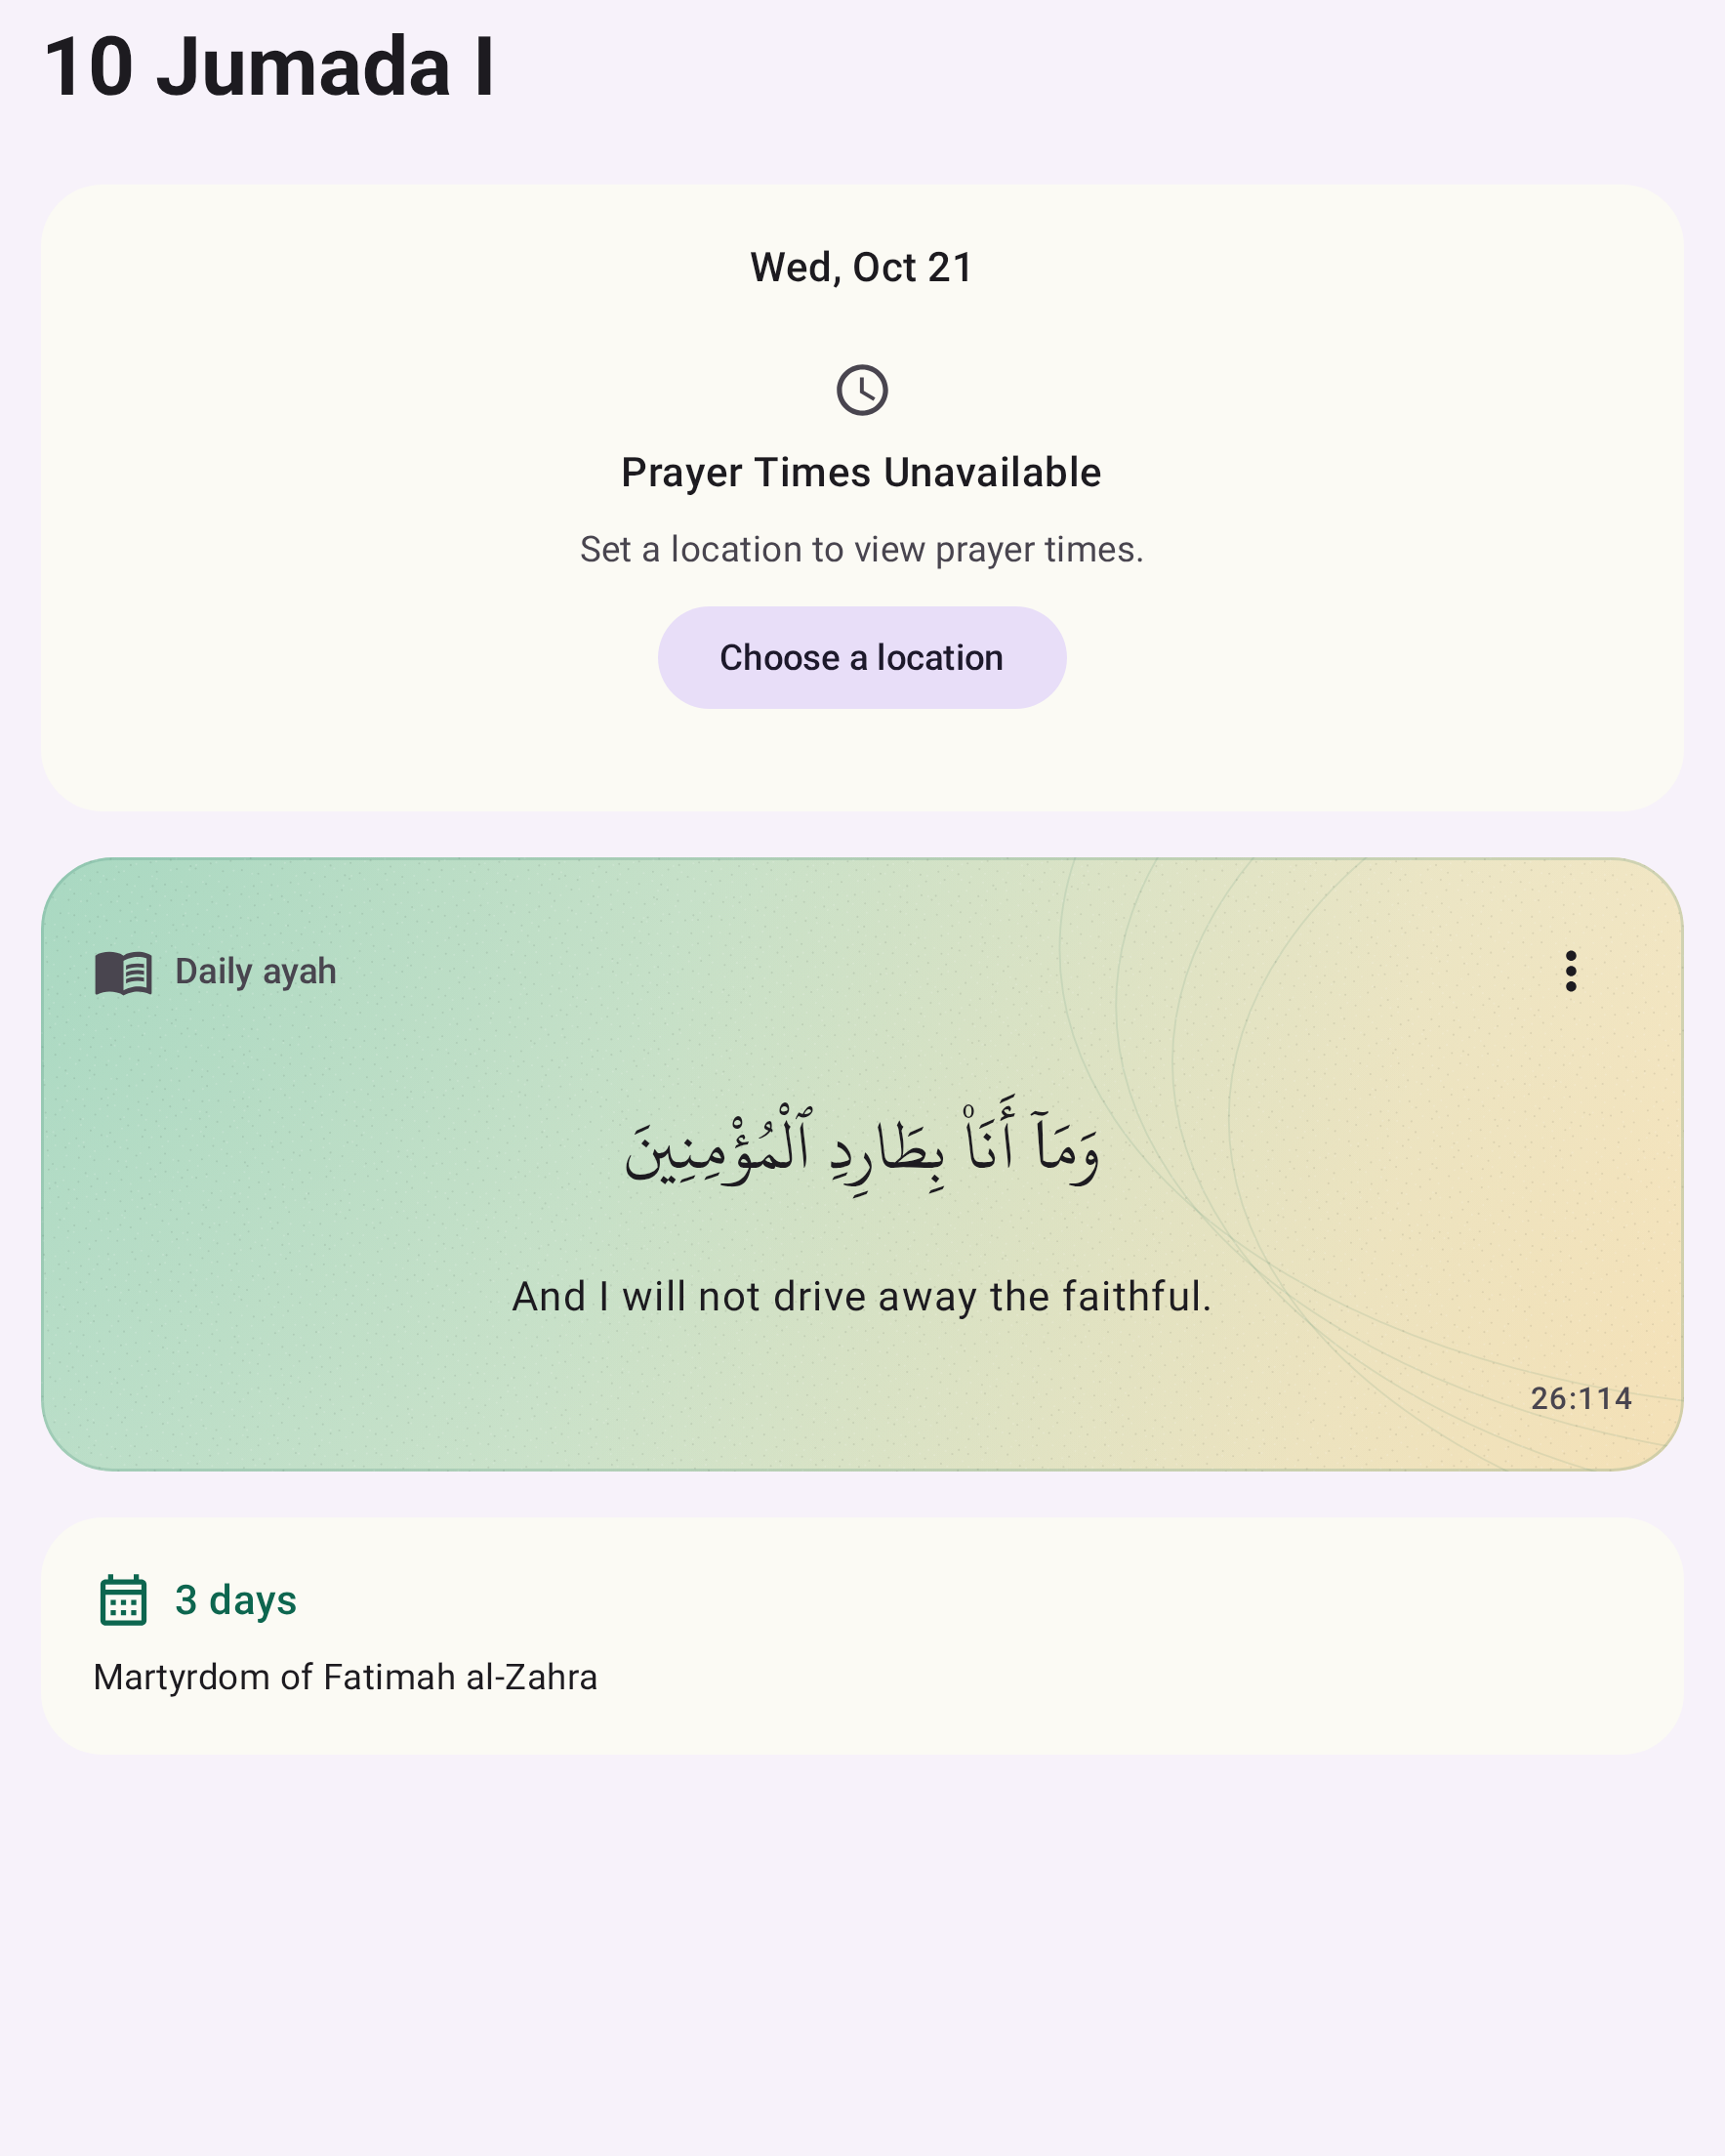 10 Jumada I
Wed, Oct 21
Prayer Times Unavailable
Set a location to view prayer times.
Choose a location
Daily ayah
وَمَآ أَنَا۠ بِطَارِدِ ٱلْمُؤْمِنِينَ
And I will not drive away the faithful.
26:114
3 days
Martyrdom of Fatimah al-Zahra